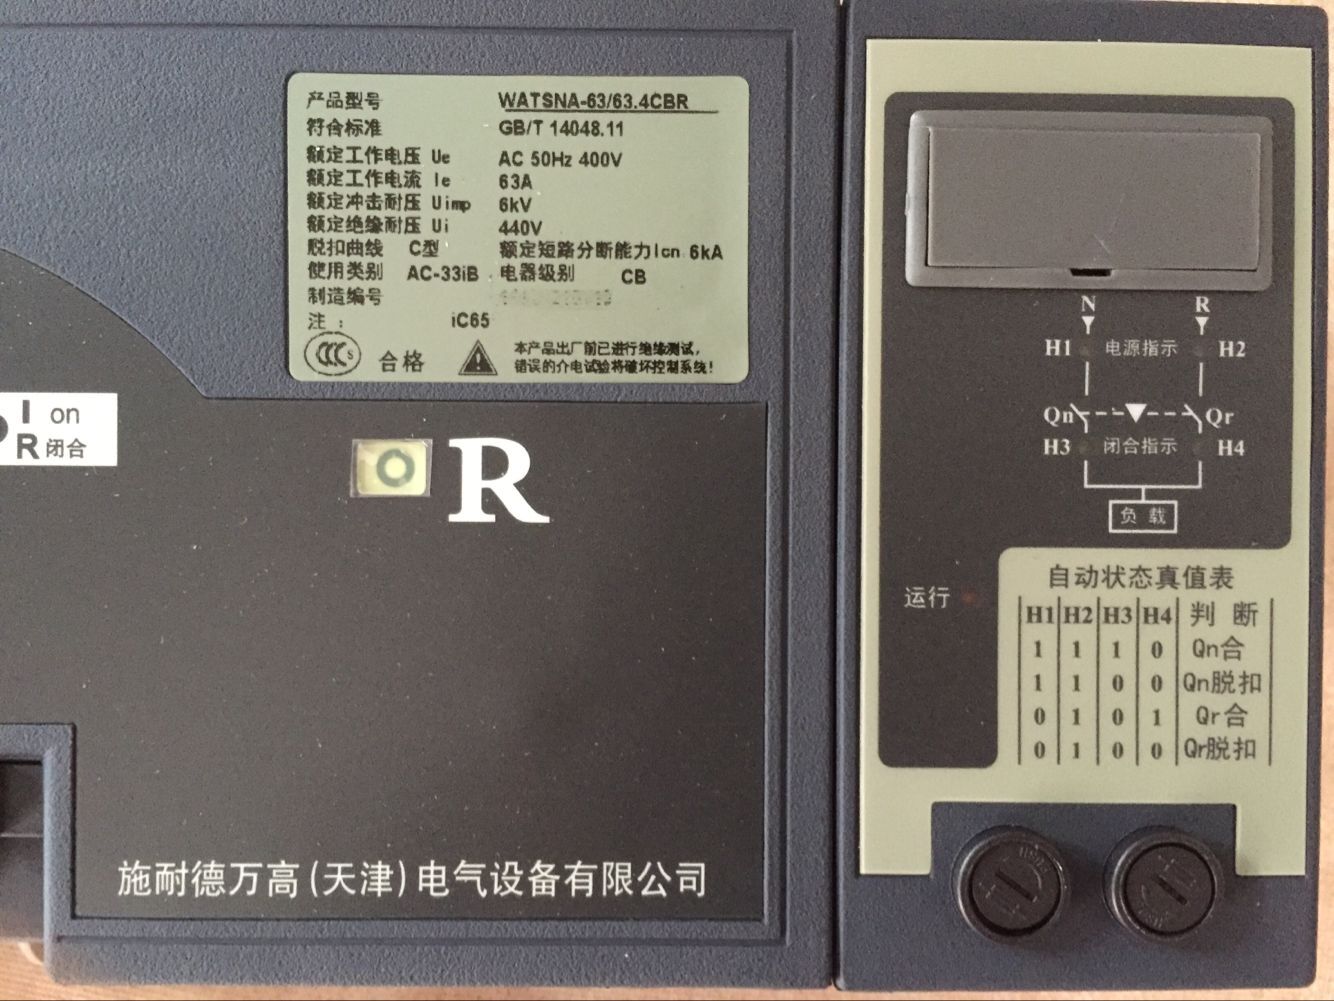 产品型号 WATSNA-63/63.4CBR
符合标准 GB/T 14048.11
额定工作电压 Ue AC 50Hz 400V
额定工作电流 Ie 63A
额定冲击耐压 Uimp 6kV
额定绝缘耐压 Ui 440V
脱扣曲线 C型 额定短路分断能力Icn 6kA
使用类别 AC-33iB 电器级别 CB
制造编号
注： iC65
CCC S 合格 本产品出厂前已进行绝缘测试，
错误的介电试验将破坏控制系统！
I on
R 闭合
R
施耐德万高(天津)电气设备有限公司
N R
H1 电源指示 H2
Qn Qr
H3 闭合指示 H4
负载
运行
自动状态真值表
H1 H2 H3 H4 判断
1 1 1 0 Qn合
1 1 0 0 Qn脱扣
0 1 0 1 Qr合
0 1 0 0 Qr脱扣